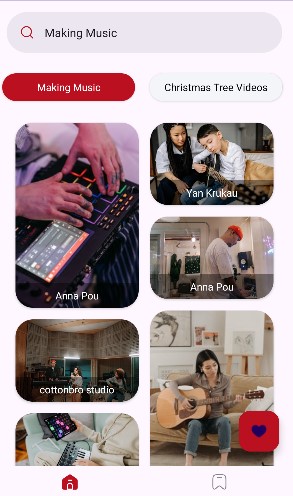 Making Music
Making Music
Christmas Tree Videos
Yan Krukau
Anna Pou
Anna Pou
cottonbro studio